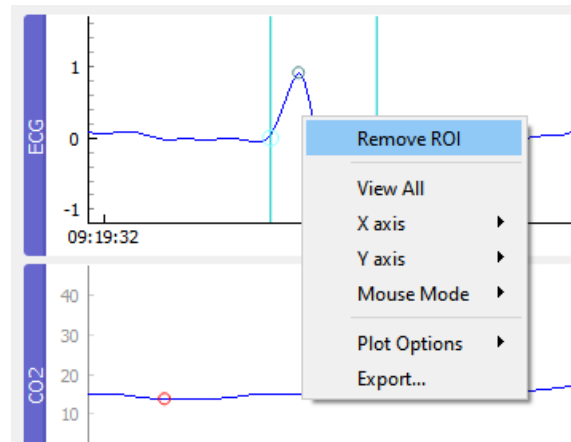 ECG
1
0
-1
09:19:32
Remove ROI
View All
X axis
Y axis
Mouse Mode
Plot Options
Export...
CO2
40
30
20
10